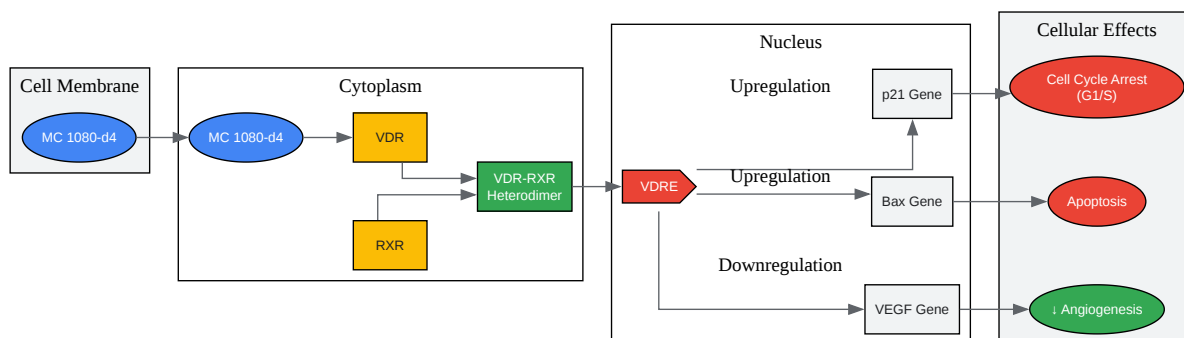 Cell Membrane
MC 1080-d4
Cytoplasm
MC 1080-d4
VDR
RXR
VDR-RXR
Heterodimer
Nucleus
VDRE
Upregulation
p21 Gene
Upregulation
Bax Gene
Downregulation
VEGF Gene
Cellular Effects
Cell Cycle Arrest
(G1/S)
Apoptosis
↓ Angiogenesis